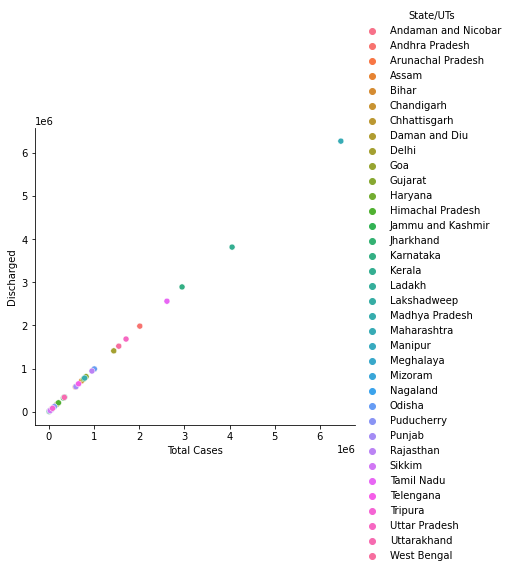 State/UTs
Andaman and Nicobar
Andhra Pradesh
Arunachal Pradesh
Assam
Bihar
Chandigarh
Chhattisgarh
Daman and Diu
Delhi
Goa
Gujarat
Haryana
Himachal Pradesh
Jammu and Kashmir
Jharkhand
Karnataka
Kerala
Ladakh
Lakshadweep
Madhya Pradesh
Maharashtra
Manipur
Meghalaya
Mizoram
Nagaland
Odisha
Puducherry
Punjab
Rajasthan
Sikkim
Tamil Nadu
Telengana
Tripura
Uttar Pradesh
Uttarakhand
West Bengal
1e6
6
5
4
3
2
1
0
Discharged
0 1 2 3 4 5 6
Total Cases
1e6